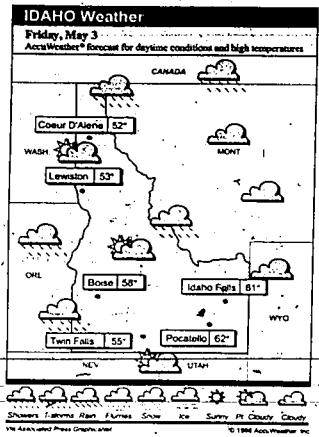 IDAHO Weather
Friday, May 3
AccuWeather® forecast for daytime conditions and high temperatures
CANADA
Coeur D'Alene 52°
WASH
MONT
Lewiston 53°
ORE
Boise 58°
Idaho Falls 61°
WYO
Twin Falls 55°
Pocatello 62°
NEV
UTAH
Showers T-storms Rain Flurries Snow Ice Sunny Pt. Cloudy Cloudy
Via Associated Press GraphicsNet
© 1996 AccuWeather, Inc.